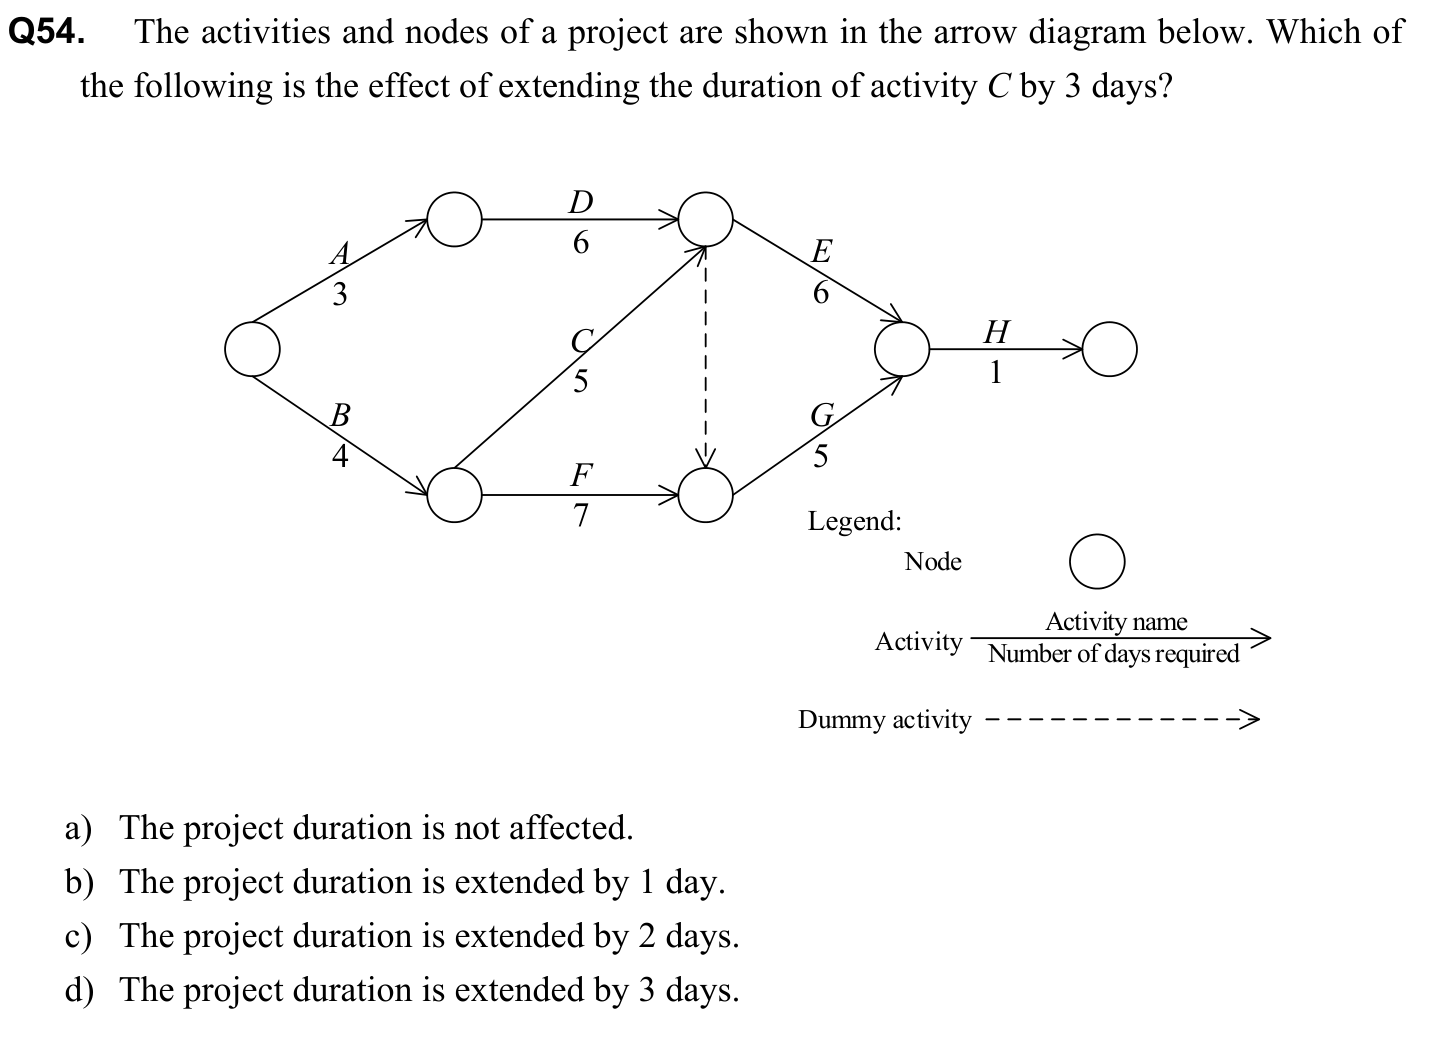 Q54. The activities and nodes of a project are shown in the arrow diagram below. Which of
the following is the effect of extending the duration of activity C by 3 days?
D
6
A
3
E
6
C
5
H
1
B
4
G
5
F
7
Legend:
Node
Activity name
Activity
Number of days required
Dummy activity
a) The project duration is not affected.
b) The project duration is extended by 1 day.
c) The project duration is extended by 2 days.
d) The project duration is extended by 3 days.